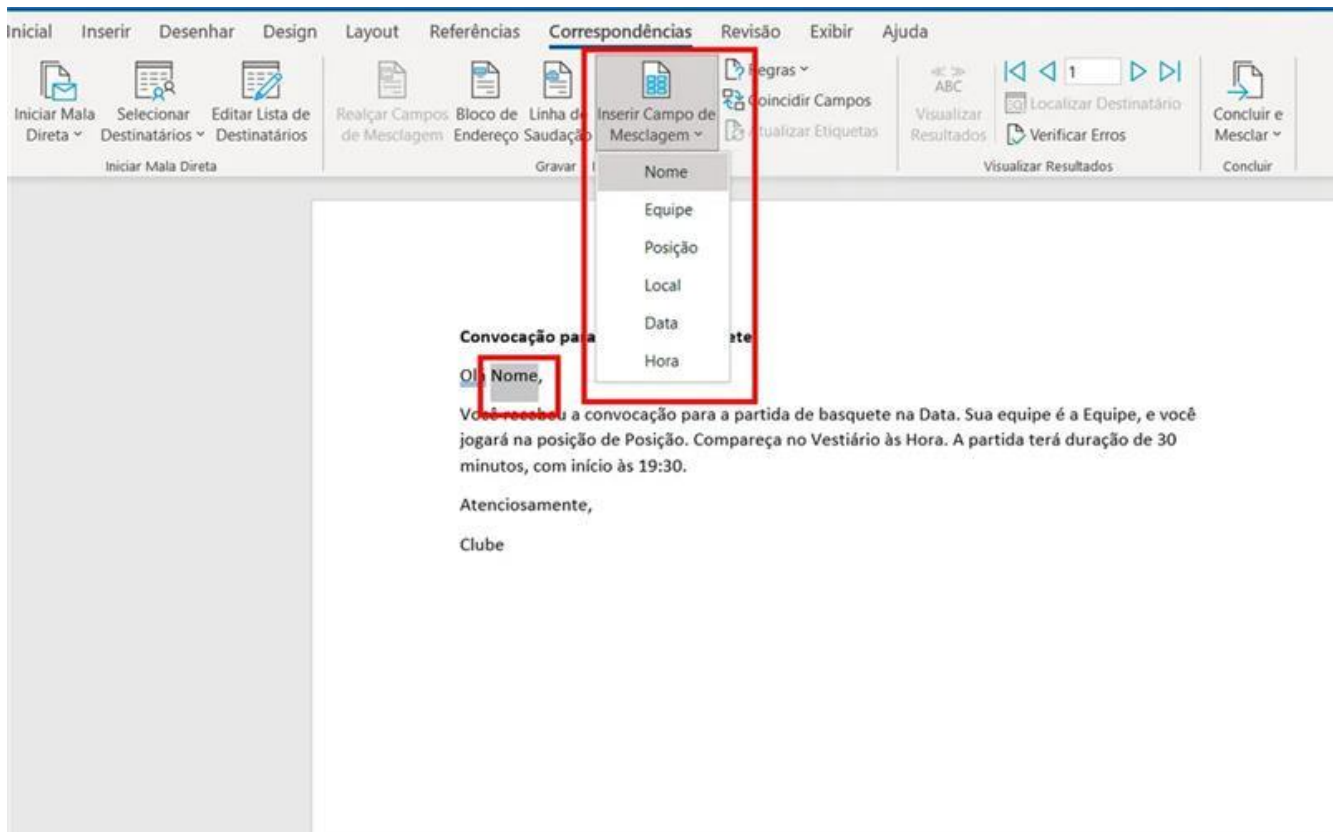 Inicial Inserir Desenhar Design Layout Referências Correspondências Revisão Exibir Ajuda
Iniciar Mala Direta
Selecionar Destinatários
Editar Lista de Destinatários
Iniciar Mala Direta
Realçar Campos de Mesclagem
Bloco de Endereço
Linha de Saudação
Inserir Campo de Mesclagem
Regras
Coincidir Campos
Atualizar Etiquetas
Gravar
ABC
Visualizar Resultados
1
Localizar Destinatário
Verificar Erros
Visualizar Resultados
Concluir e Mesclar
Concluir
Nome
Equipe
Posição
Local
Data
Hora
Convocação para ete
Olá Nome,
Você recebeu a convocação para a partida de basquete na Data. Sua equipe é a Equipe, e você
jogará na posição de Posição. Compareça no Vestiário às Hora. A partida terá duração de 30
minutos, com início às 19:30.
Atenciosamente,
Clube